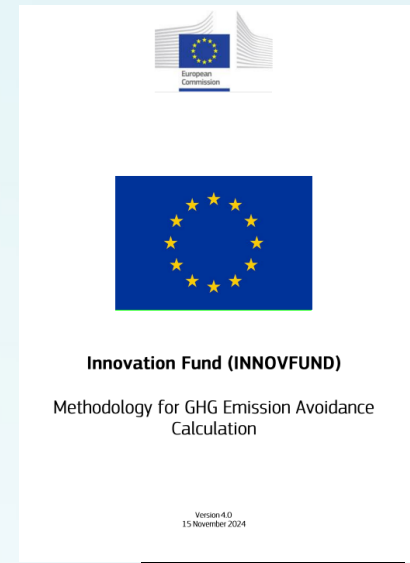 European
Commission
Innovation Fund (INNOVFUND)
Methodology for GHG Emission Avoidance
Calculation
Version 4.0
15 November 2024